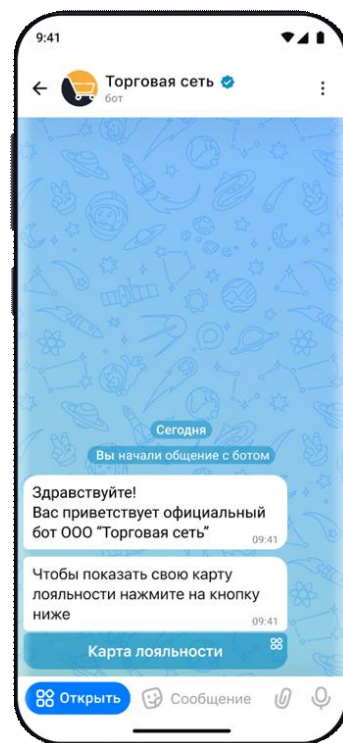 9:41
Торговая сеть
бот
Сегодня
Вы начали общение с ботом
Здравствуйте!
Вас приветствует официальный
бот ООО "Торговая сеть"
09:41
Чтобы показать свою карту
лояльности нажмите на кнопку
ниже
09:41
Карта лояльности
Открыть
Сообщение